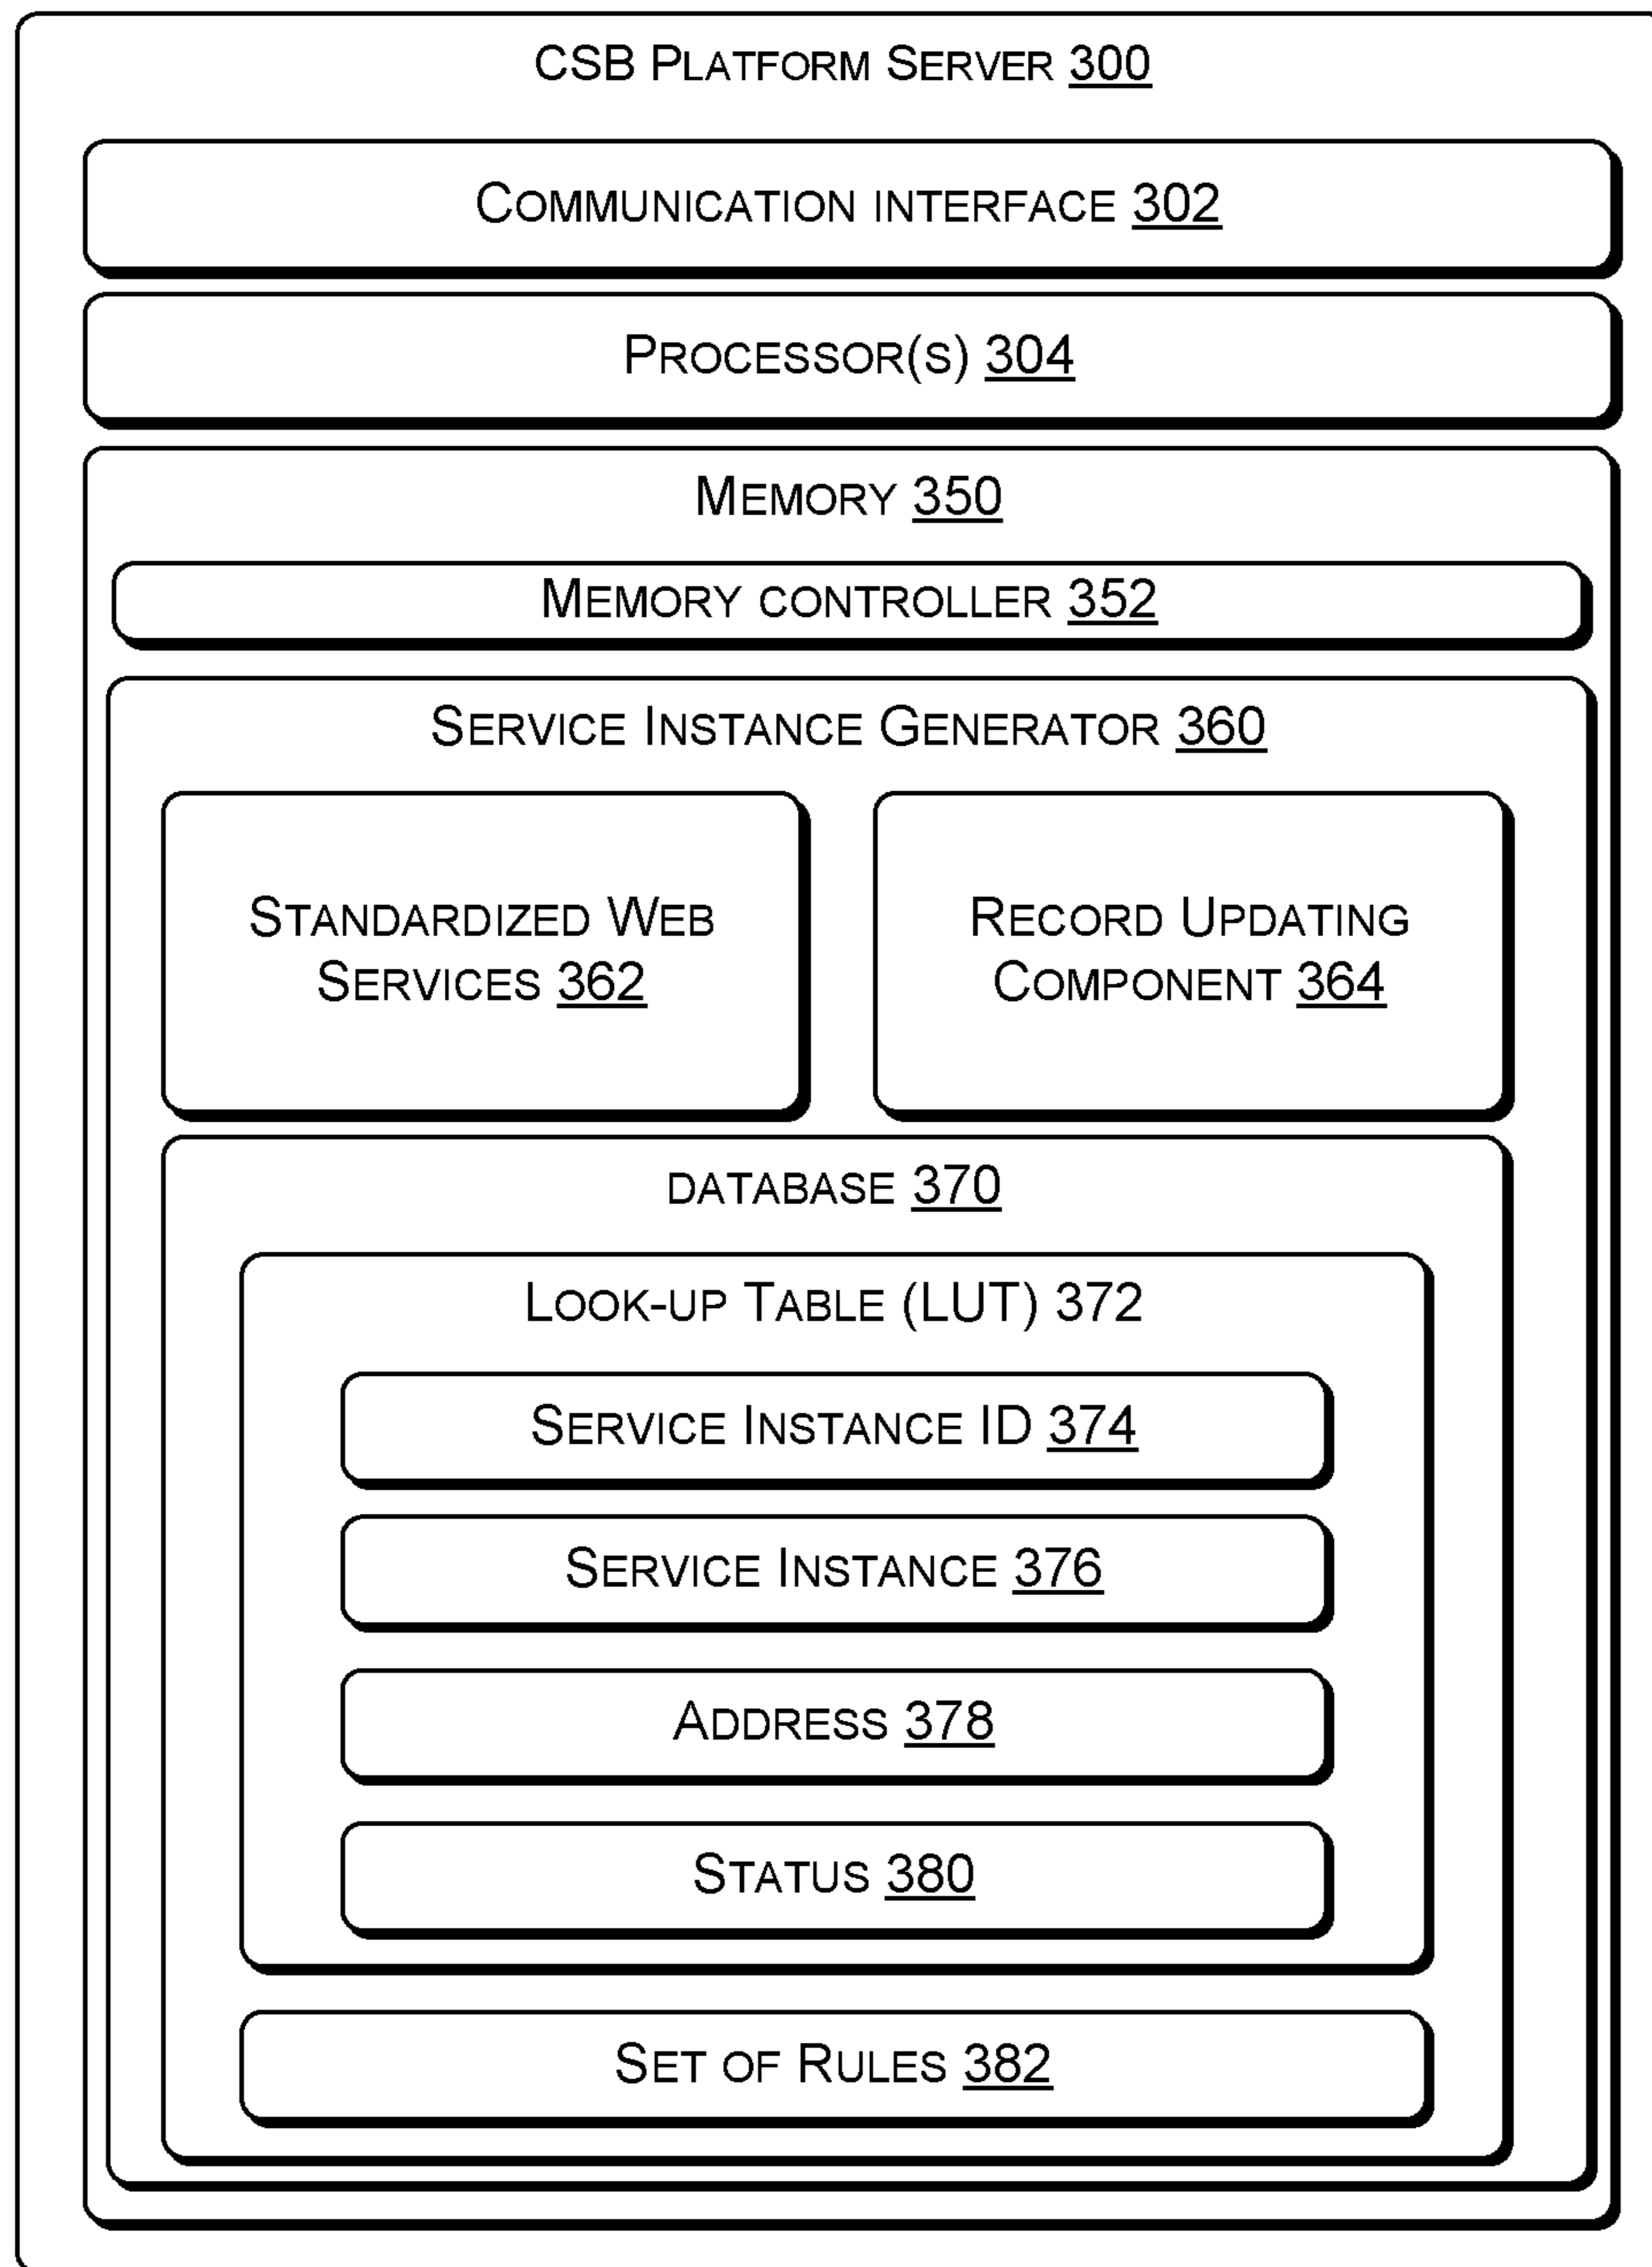 CSB PLATFORM SERVER 300
COMMUNICATION INTERFACE 302
PROCESSOR(S) 304
MEMORY 350
MEMORY CONTROLLER 352
SERVICE INSTANCE GENERATOR 360
STANDARDIZED WEB
SERVICES 362
RECORD UPDATING
COMPONENT 364
DATABASE 370
LOOK-UP TABLE (LUT) 372
SERVICE INSTANCE ID 374
SERVICE INSTANCE 376
ADDRESS 378
STATUS 380
SET OF RULES 382